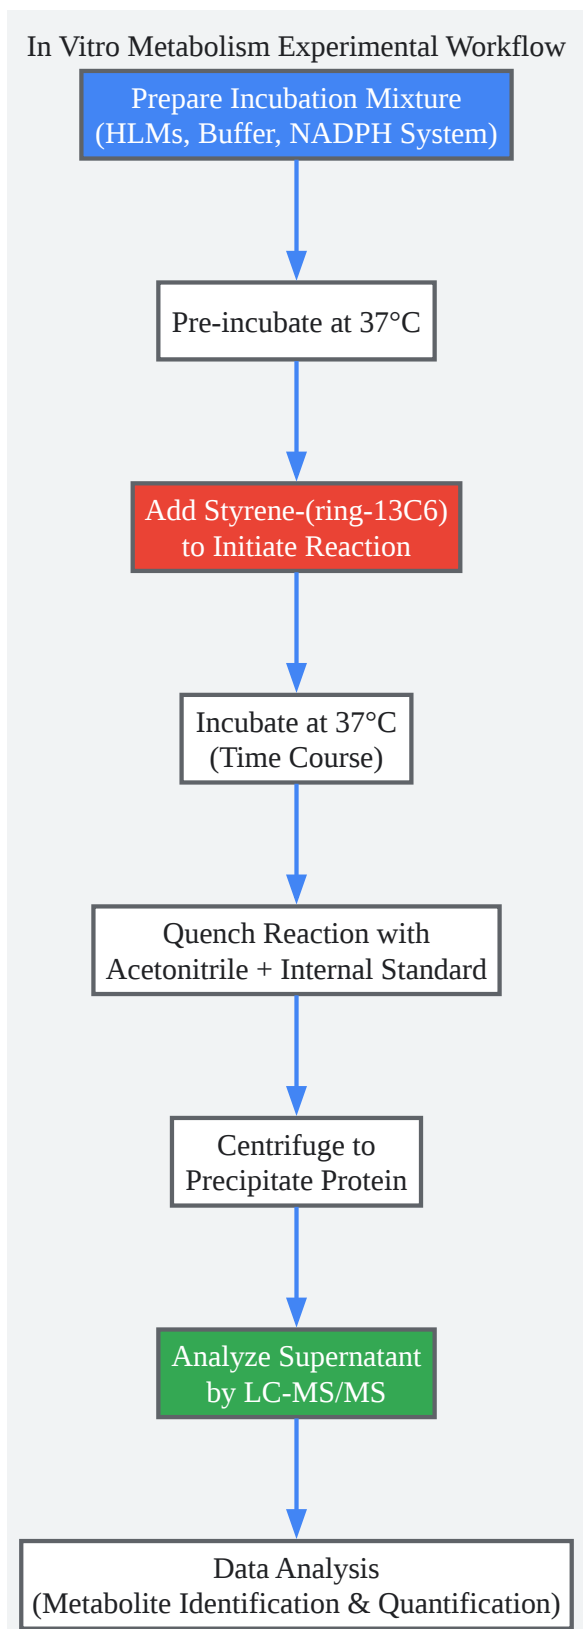 In Vitro Metabolism Experimental Workflow
Prepare Incubation Mixture
(HLMs, Buffer, NADPH System)
Pre-incubate at 37°C
Add Styrene-(ring-13C6)
to Initiate Reaction
Incubate at 37°C
(Time Course)
Quench Reaction with
Acetonitrile + Internal Standard
Centrifuge to
Precipitate Protein
Analyze Supernatant
by LC-MS/MS
Data Analysis
(Metabolite Identification & Quantification)